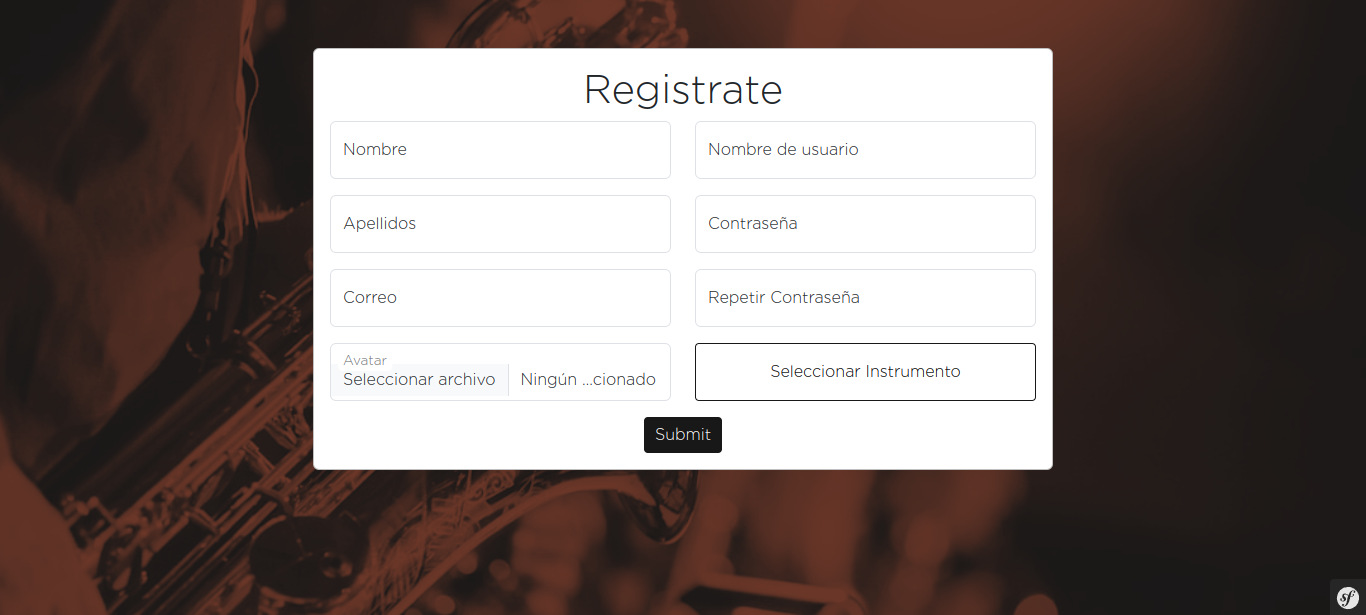 Registrate
Nombre
Nombre de usuario
Apellidos
Contraseña
Correo
Repetir Contraseña
Avatar
Seleccionar archivo Ningún ...cionado
Seleccionar Instrumento
Submit
sf